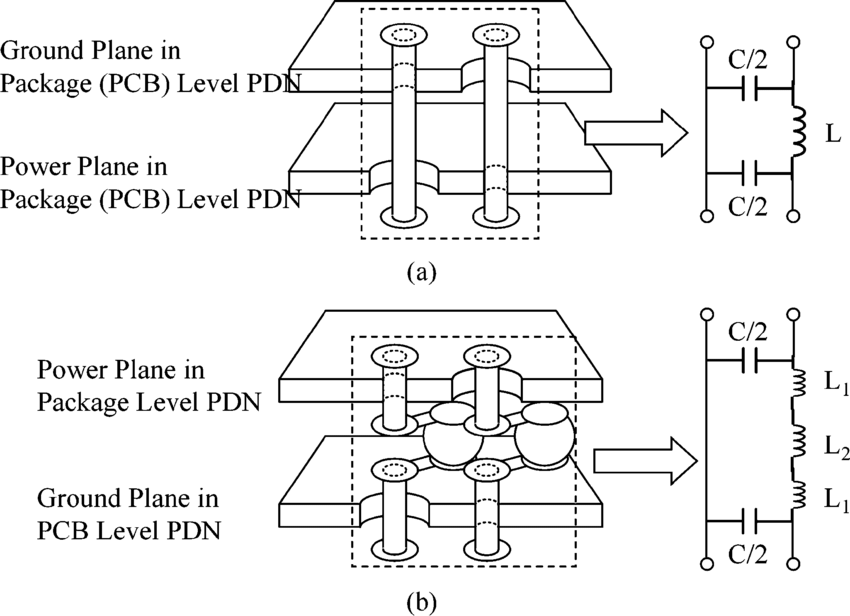 Ground Plane in
Package (PCB) Level PDN
Power Plane in
Package (PCB) Level PDN
C/2
L
C/2
(a)
Power Plane in
Package Level PDN
Ground Plane in
PCB Level PDN
C/2
L1
L2
L1
C/2
(b)